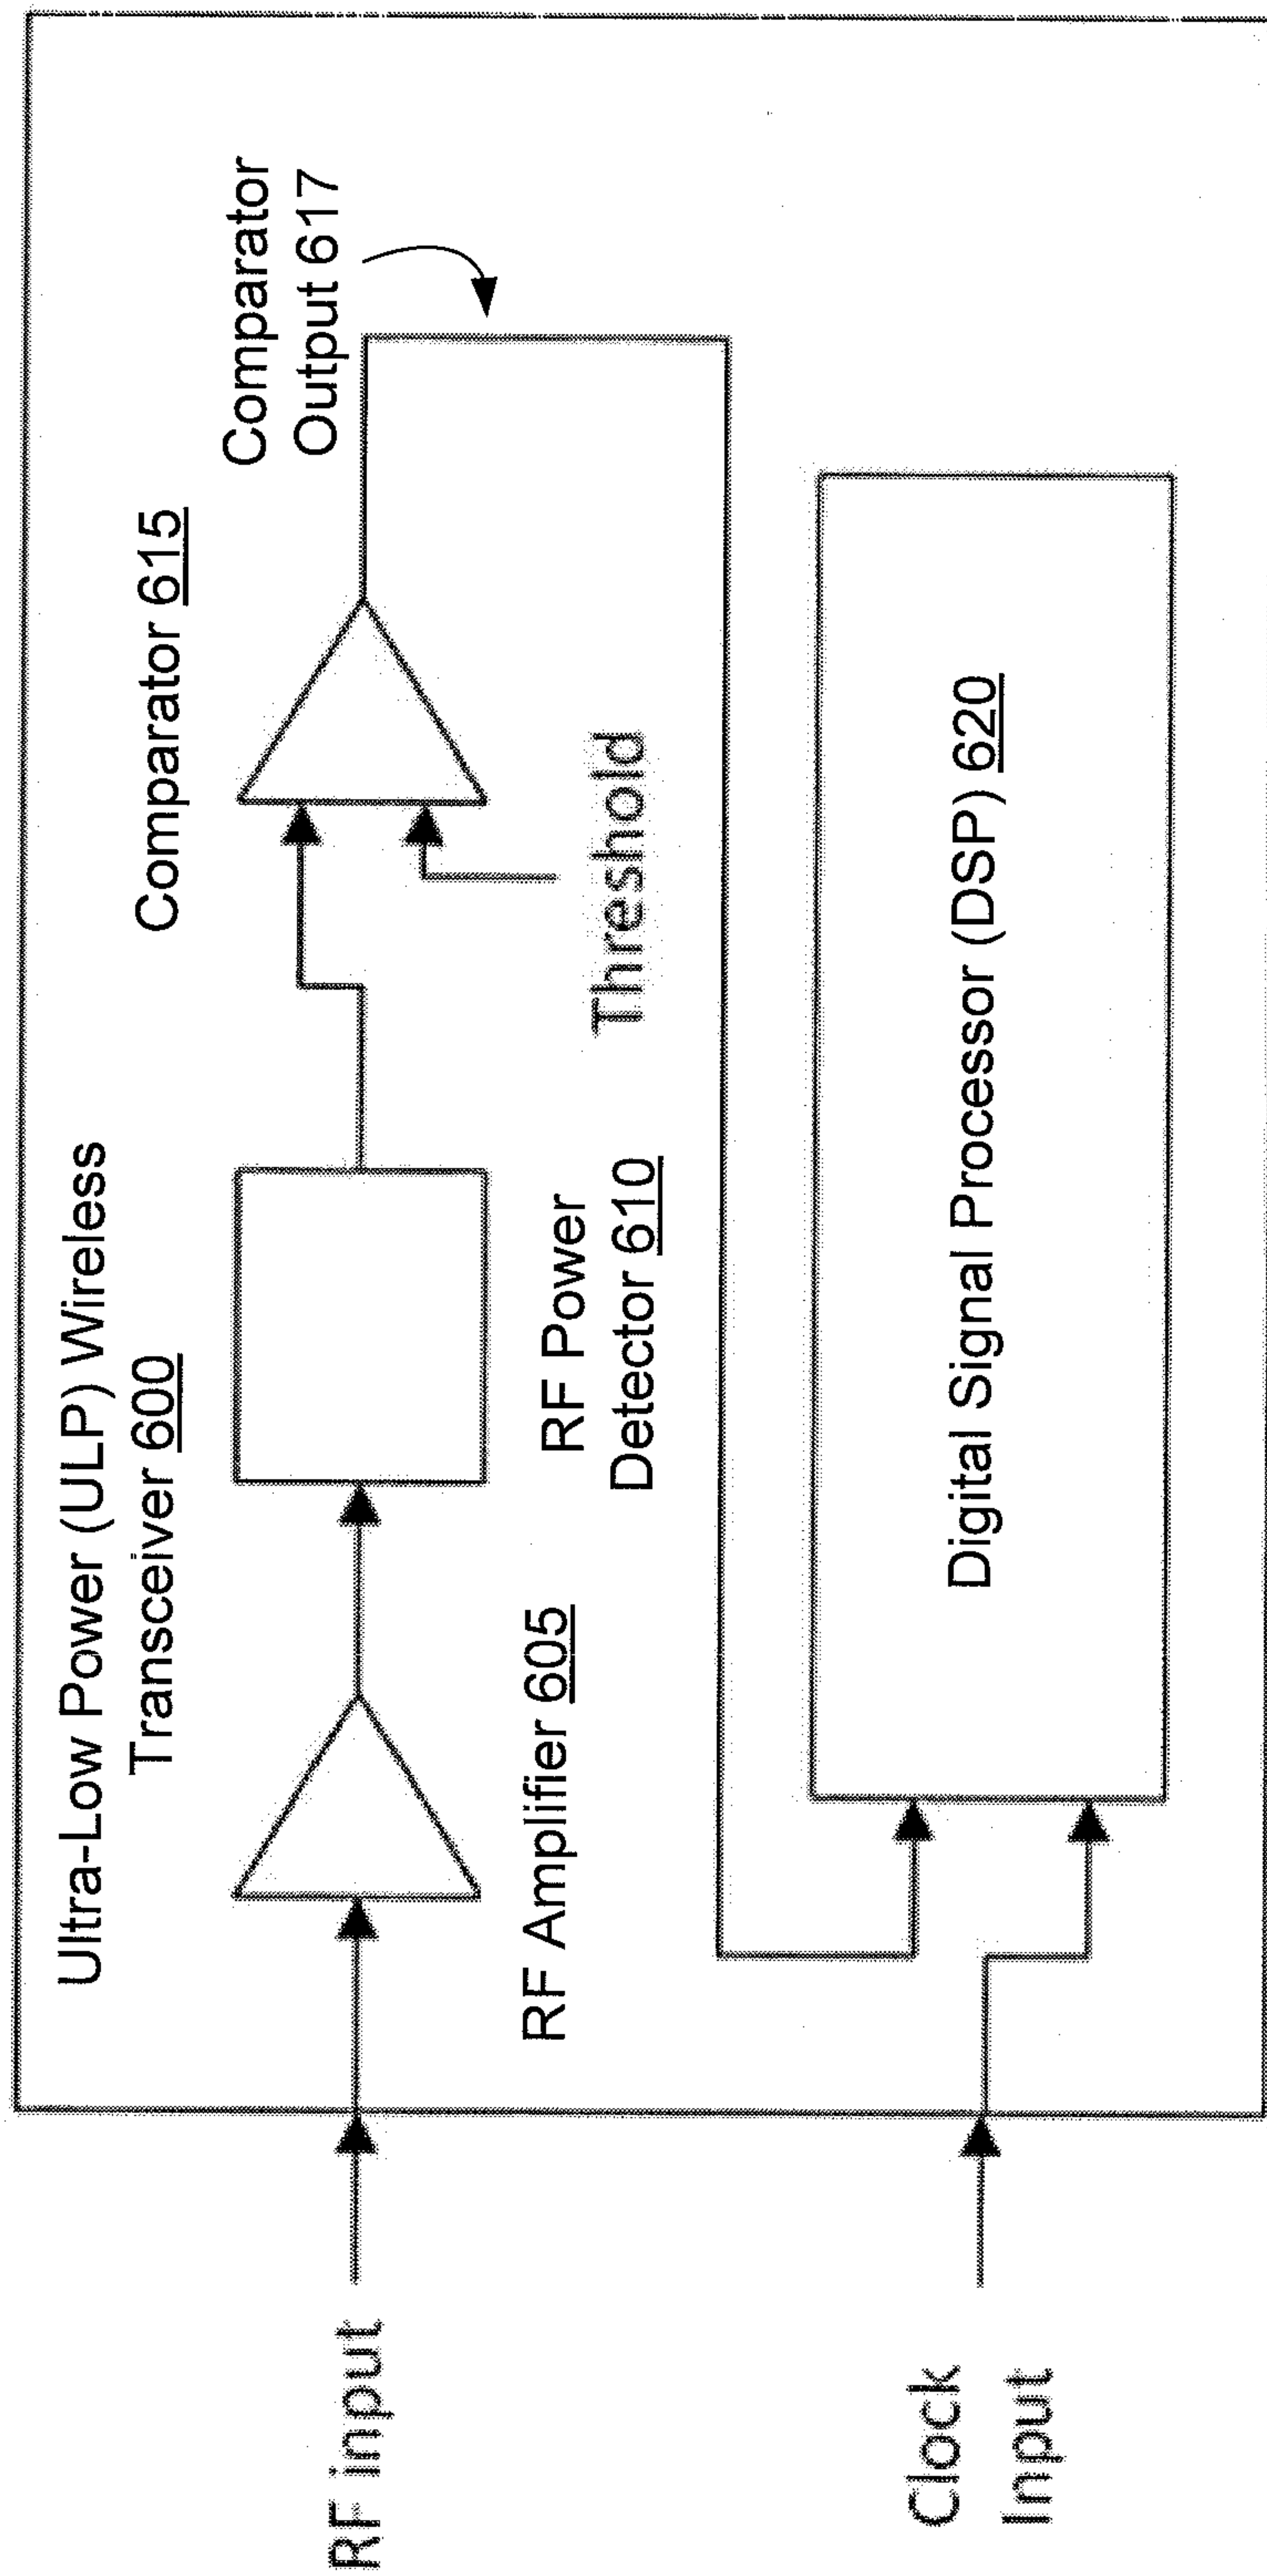 Ultra-Low Power (ULP) Wireless
Transceiver 600
Comparator 615
Comparator
Output 617
RF input
RF Amplifier 605
RF Power
Detector 610
Threshold
Clock
Input
Digital Signal Processor (DSP) 620